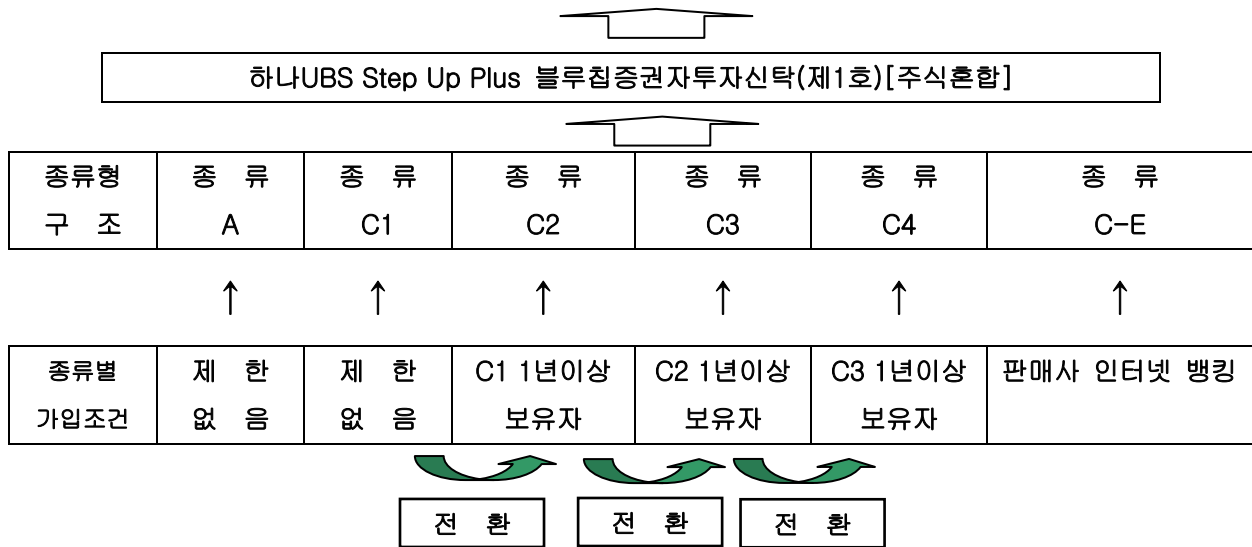 하나UBS Step Up Plus 블루칩증권자투자신탁(제1호)[주식혼합]
종류형 종 류 종 류 종 류 종 류 종 류 종 류
구 조 A C1 C2 C3 C4 C-E
↑ ↑ ↑ ↑ ↑ ↑
종류별 제 한 제 한 C1 1년이상 C2 1년이상 C3 1년이상 판매사 인터넷 뱅킹
가입조건 없 음 없 음 보유자 보유자 보유자
전 환 전 환 전 환